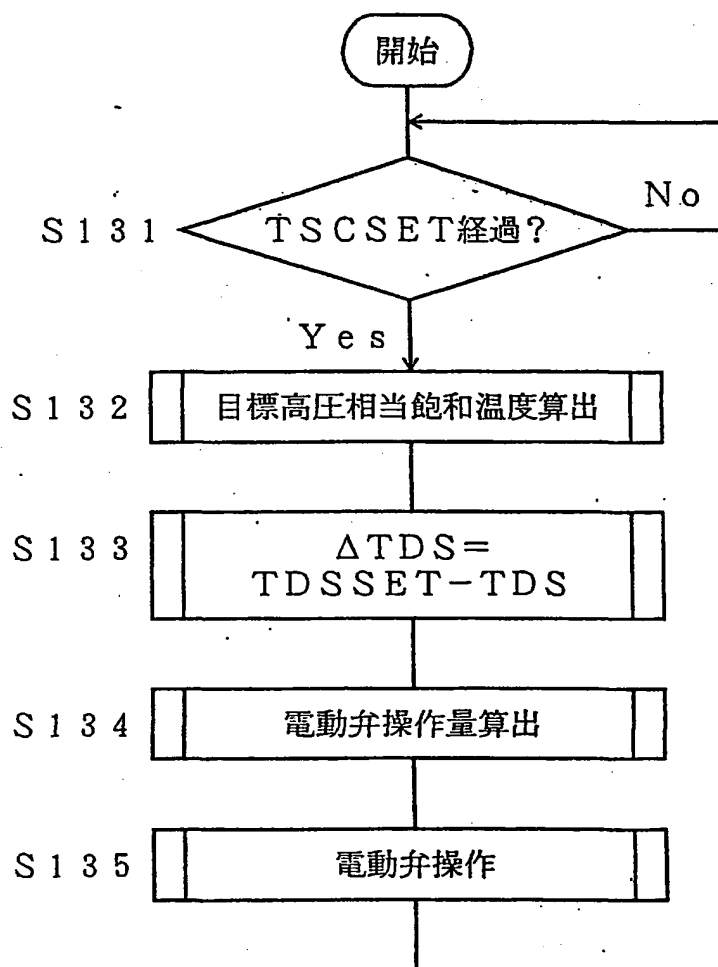 開始
No
S131
TSCSET経過?
Yes
S132
目標高圧相当飽和温度算出
S133
ΔTDS=
TDSSET-TDS
S134
電動弁操作量算出
S135
電動弁操作